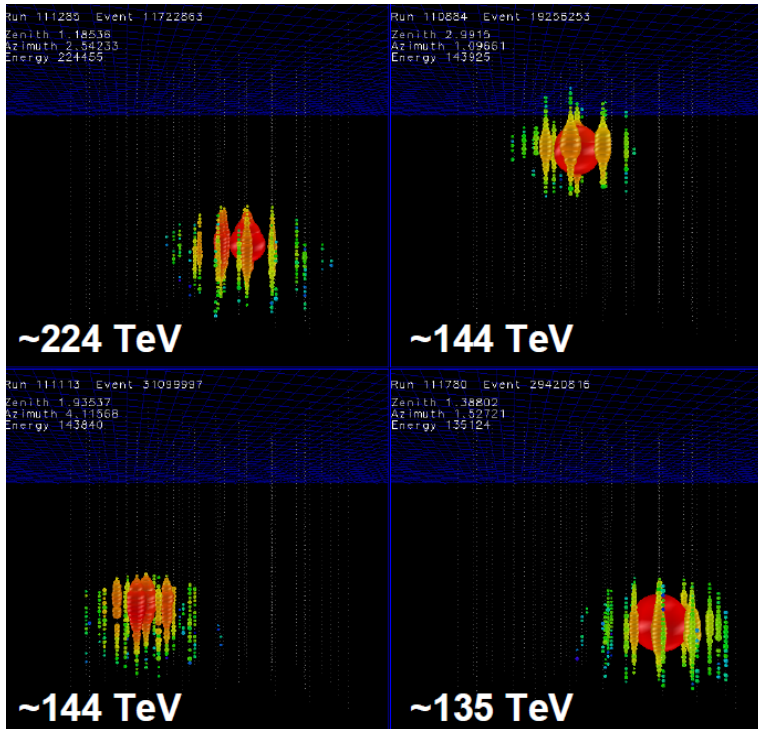 Run 111285 Event 11722863
Zenith 1.18536
Azimuth 2.54233
Energy 224455
~224 TeV
Run 110884 Event 19256253
Zenith 2.9915
Azimuth 1.09661
Energy 143925
~144 TeV
Run 111113 Event 31099997
Zenith 1.93537
Azimuth 4.11568
Energy 143840
~144 TeV
Run 111780 Event 29420816
Zenith 1.38802
Azimuth 1.52721
Energy 135124
~135 TeV